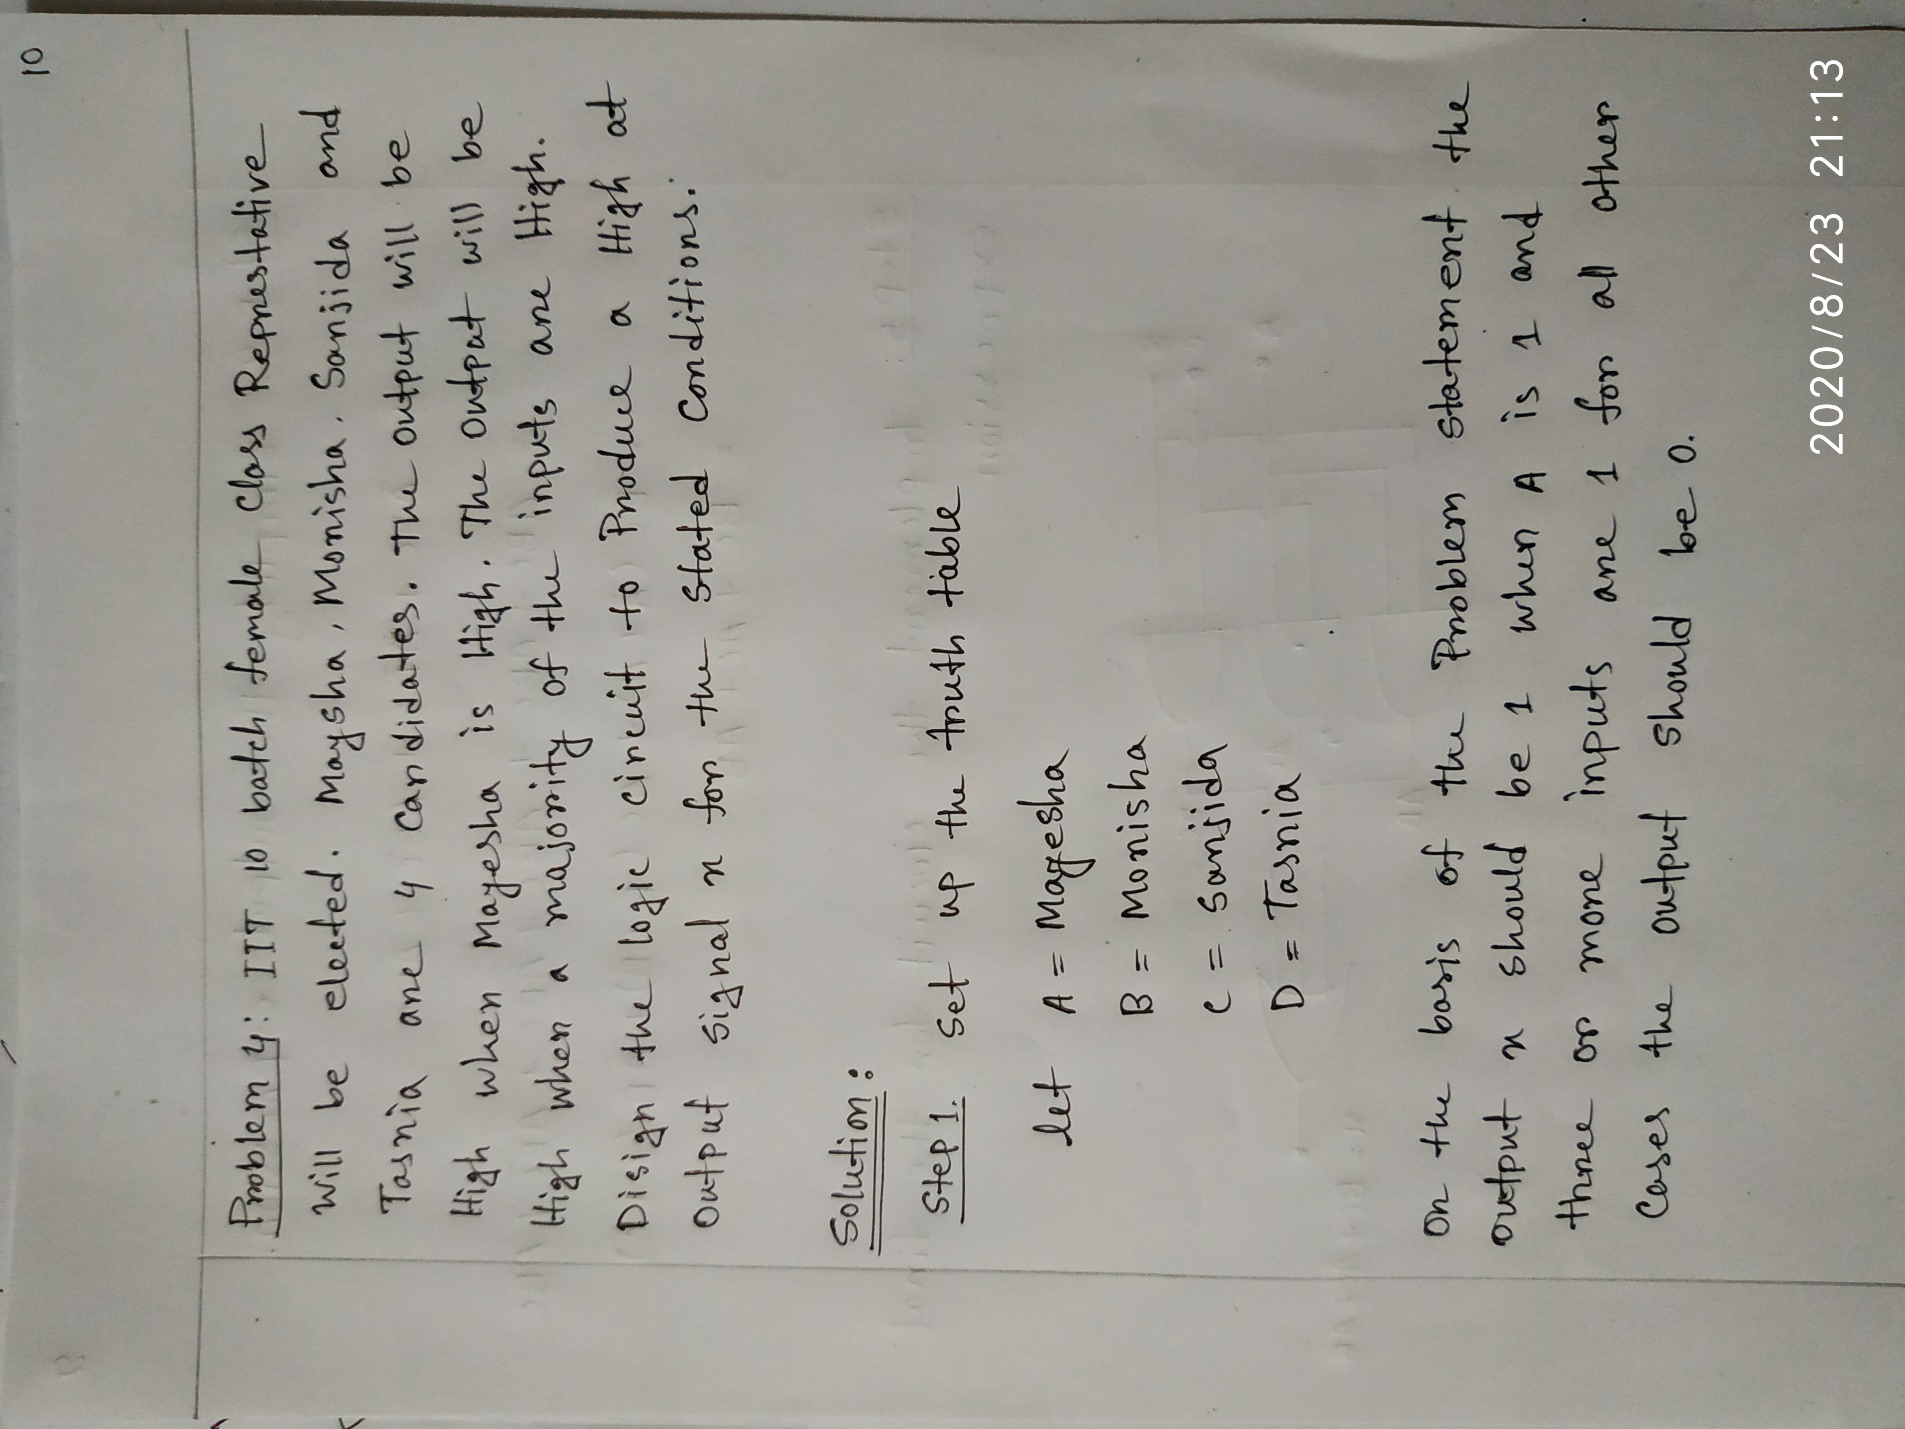 10
Problem 4: IIT 10 batch female Class Represtative
will be eleeted. Maysha, Monisha, Sanjida and
Tasnia are 4 Candidates. The output will be
High when Mayesha is High. The output will be
High when a majority of the inputs are High.
Disign the logic circuit to Produe a High at
Output signal x for the stated conditions.
Solution:
Step 1. Set up the truth table
let A = Mayesha
B = Monisha
C = Sanjida
D = Tasnia
On the basis of the Problem statement the
output x should be 1 when A is 1 and
three or more inputs are 1 for all other
Cases the output should be 0.
2020/8/23 21:13